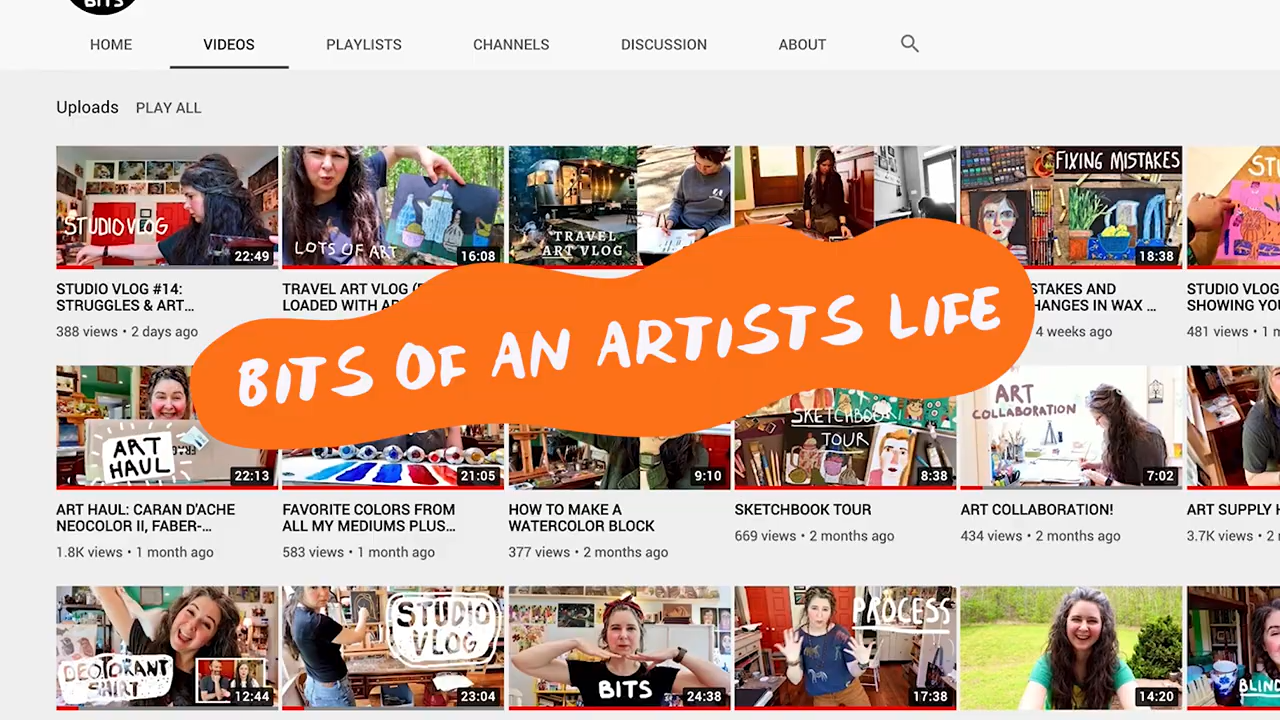 BITS
HOME VIDEOS PLAYLISTS CHANNELS DISCUSSION ABOUT
Uploads PLAY ALL
STUDIO VLOG
22:49
LOTS OF ART
16:08
TRAVEL
ART VLOG
FIXING MISTAKES
18:38
STUDIO VLOG #14:
STRUGGLES & ART...
388 views • 2 days ago
TRAVEL ART VLOG
LOADED WITH
STAKES AND
HANGES IN WAX ...
4 weeks ago
STUDIO VLOG
SHOWING YOU
481 views • 1 m
BITS OF AN ARTISTS LIFE
ART
HAUL
22:13
21:05
9:10
SKETCHBOOK
TOUR
8:38
ART
COLLABORATION
7:02
ART HAUL: CARAN D'ACHE
NEOCOLOR II, FABER-...
1.8K views • 1 month ago
FAVORITE COLORS FROM
ALL MY MEDIUMS PLUS...
583 views • 1 month ago
HOW TO MAKE A
WATERCOLOR BLOCK
377 views • 2 months ago
SKETCHBOOK TOUR
669 views • 2 months ago
ART COLLABORATION!
434 views • 2 months ago
ART SUPPLY H
3.7K views • 2 m
DEODORANT
SHIRT
12:44
STUDIO
VLOG
23:04
BITS
24:38
PROCESS
17:38
14:20
BLIND